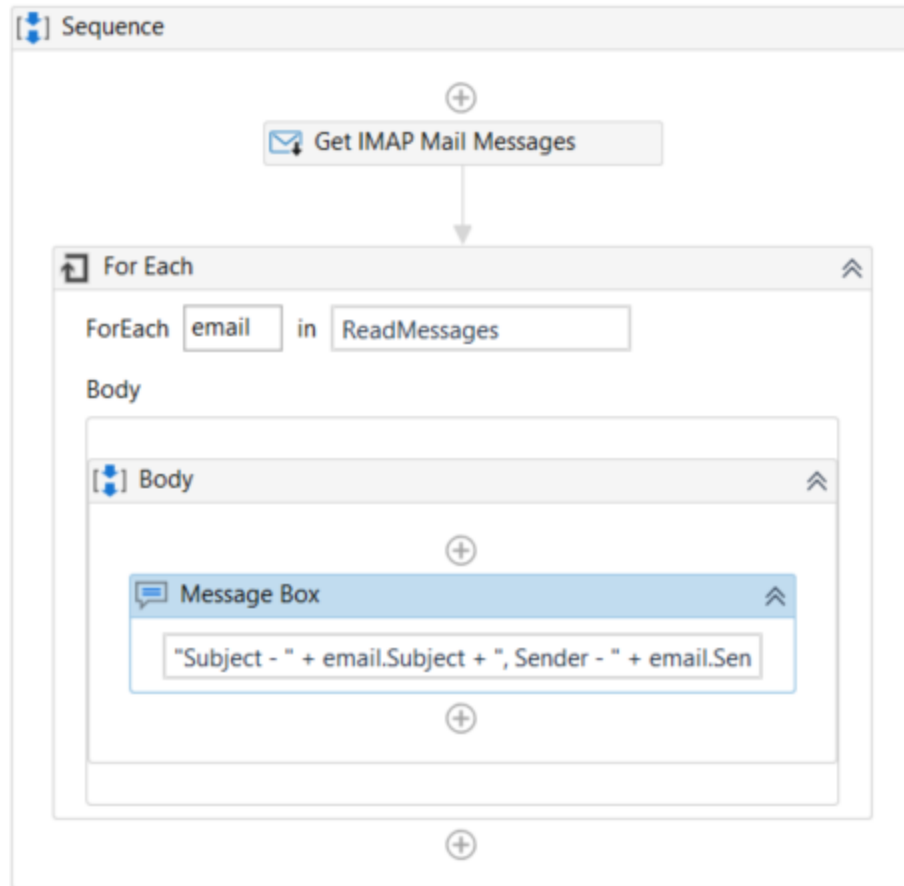 Sequence
Get IMAP Mail Messages
For Each
ForEach email in ReadMessages
Body
Body
Message Box
"Subject - " + email.Subject + ", Sender - " + email.Sen